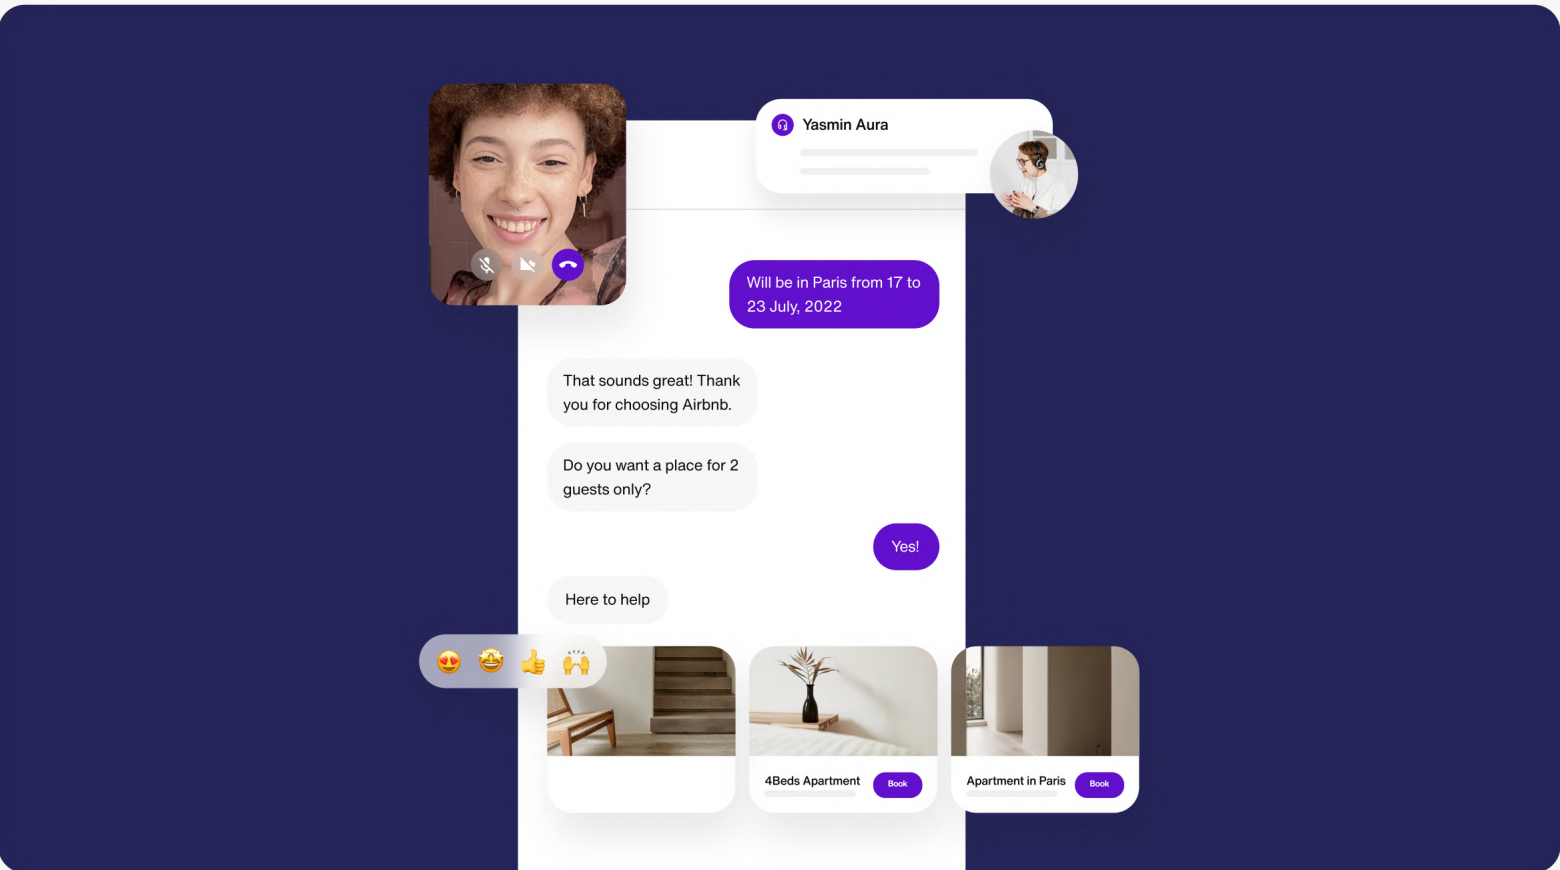 Yasmin Aura
Will be in Paris from 17 to
23 July, 2022
That sounds great! Thank
you for choosing Airbnb.
Do you want a place for 2
guests only?
Yes!
Here to help
4Beds Apartment
Book
Apartment in Paris
Book